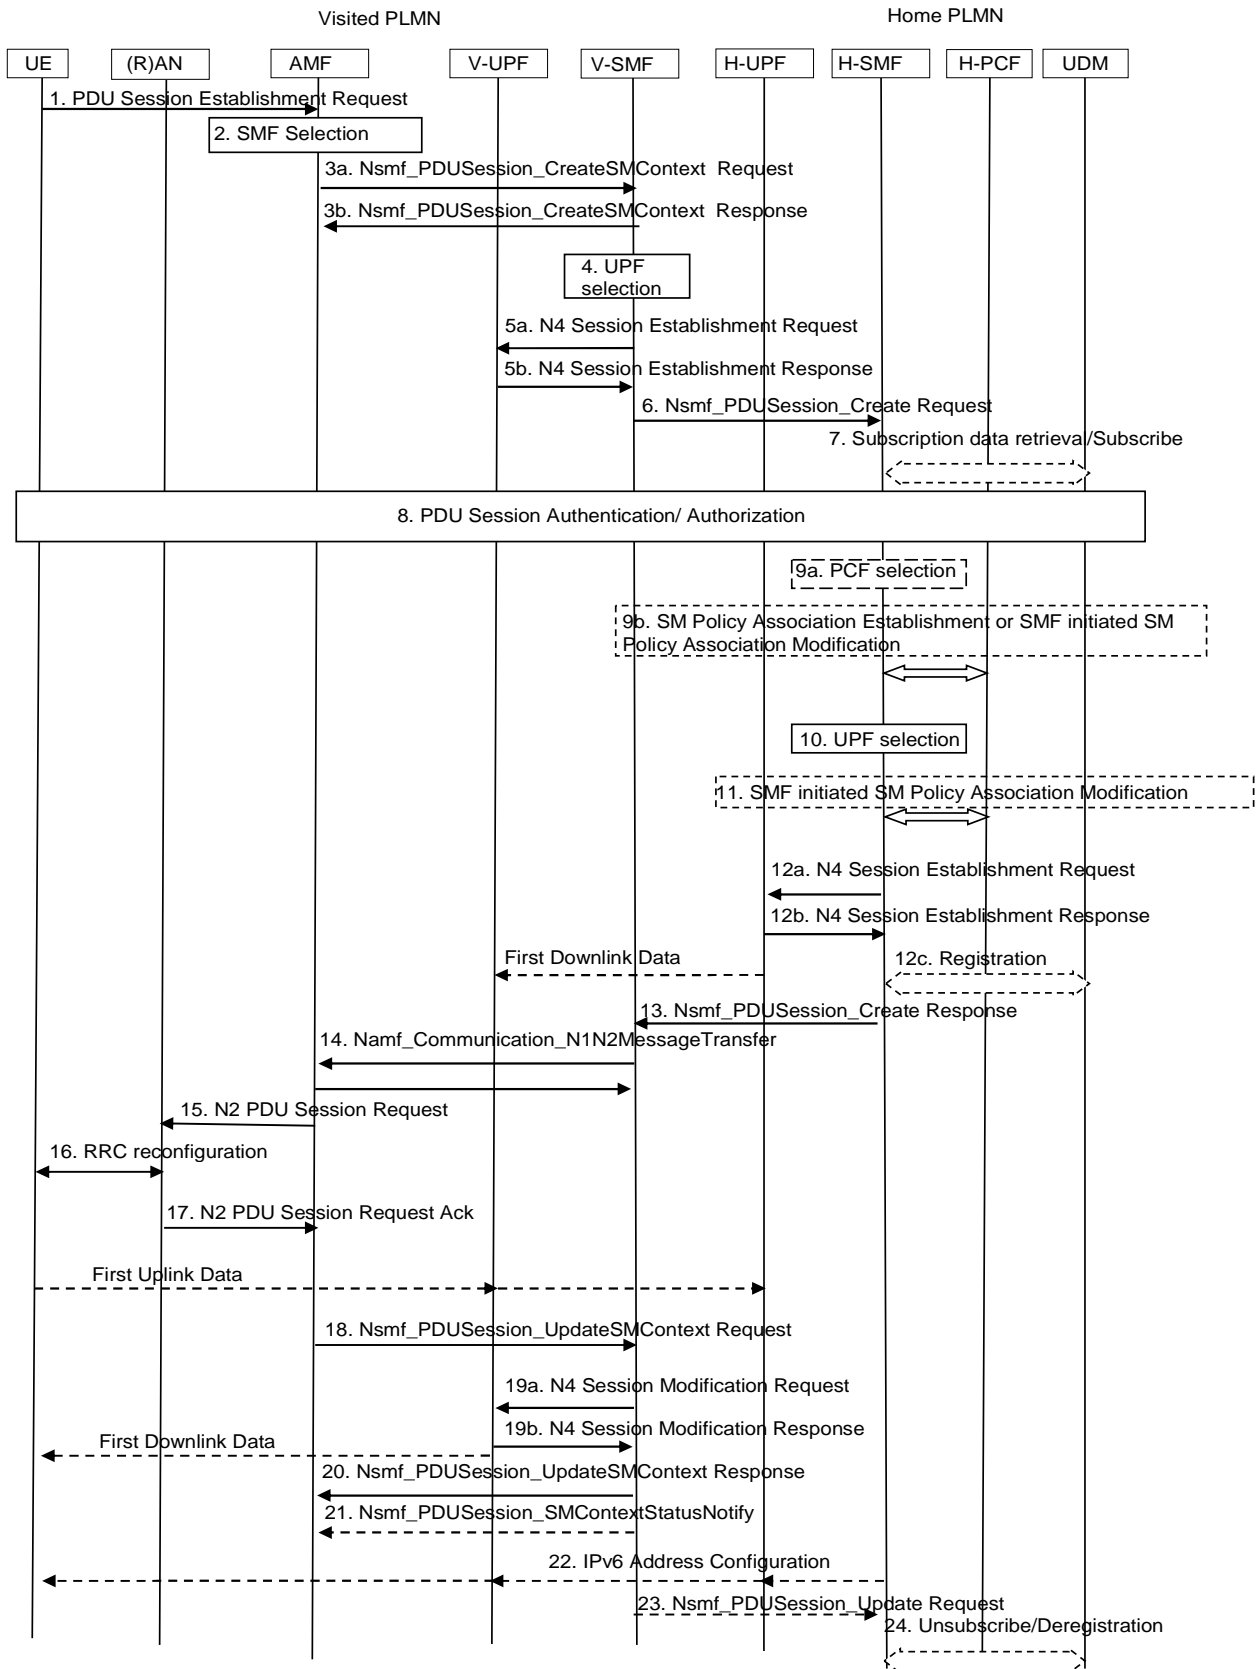 Visited PLMN
Home PLMN
UE
(R)AN
AMF
V-UPF
V-SMF
H-UPF
H-SMF
H-PCF
UDM
1. PDU Session Establishment Request
2. SMF Selection
3a. Nsmf_PDUSession_CreateSMContext Request
3b. Nsmf_PDUSession_CreateSMContext Response
4. UPF
selection
5a. N4 Session Establishment Request
5b. N4 Session Establishment Response
6. Nsmf_PDUSession_Create Request
7. Subscription data retrieval/Subscribe
8. PDU Session Authentication/ Authorization
9a. PCF selection
9b. SM Policy Association Establishment or SMF initiated SM
Policy Association Modification
10. UPF selection
11. SMF initiated SM Policy Association Modification
12a. N4 Session Establishment Request
12b. N4 Session Establishment Response
First Downlink Data
12c. Registration
13. Nsmf_PDUSession_Create Response
14. Namf_Communication_N1N2MessageTransfer
15. N2 PDU Session Request
16. RRC reconfiguration
17. N2 PDU Session Request Ack
First Uplink Data
18. Nsmf_PDUSession_UpdateSMContext Request
19a. N4 Session Modification Request
19b. N4 Session Modification Response
First Downlink Data
20. Nsmf_PDUSession_UpdateSMContext Response
21. Nsmf_PDUSession_SMContextStatusNotify
22. IPv6 Address Configuration
23. Nsmf_PDUSession_Update Request
24. Unsubscribe/Deregistration